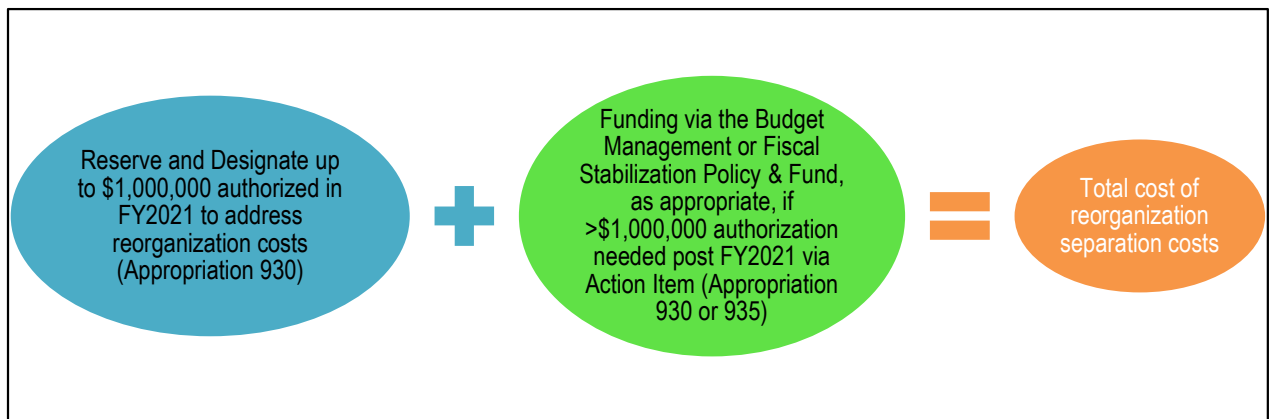 Reserve and Designate up
to $1,000,000 authorized in
FY2021 to address
reorganization costs
(Appropriation 930)
Funding via the Budget
Management or Fiscal
Stabilization Policy & Fund,
as appropriate, if
>$1,000,000 authorization
needed post FY2021 via
Action Item (Appropriation
930 or 935)
Total cost of
reorganization
separation costs